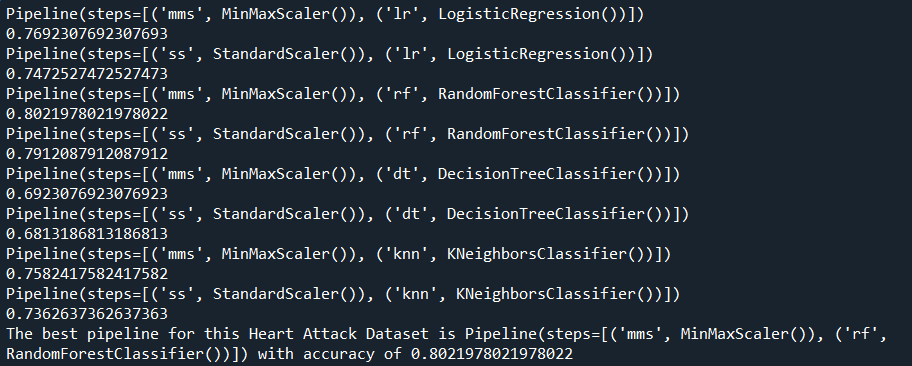 Pipeline(steps=[('mms', MinMaxScaler()), ('lr', LogisticRegression())])
0.7692307692307693
Pipeline(steps=[('ss', StandardScaler()), ('lr', LogisticRegression())])
0.7472527472527473
Pipeline(steps=[('mms', MinMaxScaler()), ('rf', RandomForestClassifier())])
0.8021978021978022
Pipeline(steps=[('ss', StandardScaler()), ('rf', RandomForestClassifier())])
0.7912087912087912
Pipeline(steps=[('mms', MinMaxScaler()), ('dt', DecisionTreeClassifier())])
0.6923076923076923
Pipeline(steps=[('ss', StandardScaler()), ('dt', DecisionTreeClassifier())])
0.6813186813186813
Pipeline(steps=[('mms', MinMaxScaler()), ('knn', KNeighborsClassifier())])
0.7582417582417582
Pipeline(steps=[('ss', StandardScaler()), ('knn', KNeighborsClassifier())])
0.7362637362637363
The best pipeline for this Heart Attack Dataset is Pipeline(steps=[('mms', MinMaxScaler()), ('rf',
RandomForestClassifier())]) with accuracy of 0.8021978021978022